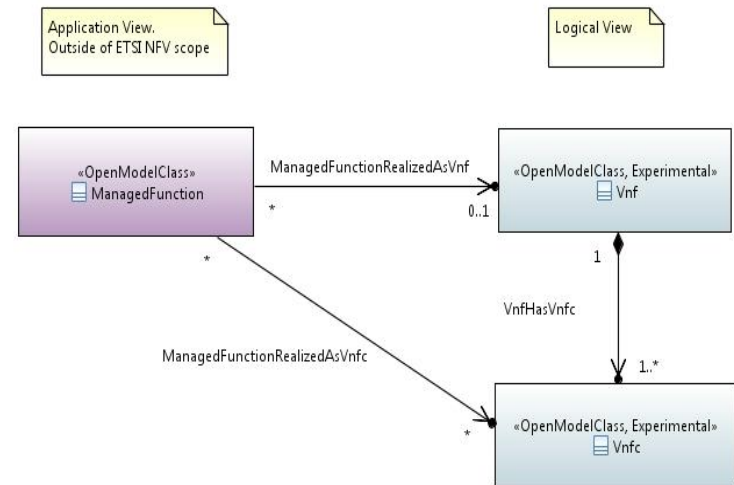 Application View.
Outside of ETSI NFV scope
Logical View
«OpenModelClass»
ManagedFunction
ManagedFunctionRealizedAsVnf
*
0..1
«OpenModelClass, Experimental»
Vnf
*
1
VnfHasVnfc
ManagedFunctionRealizedAsVnfc
1..*
*
«OpenModelClass, Experimental»
Vnfc